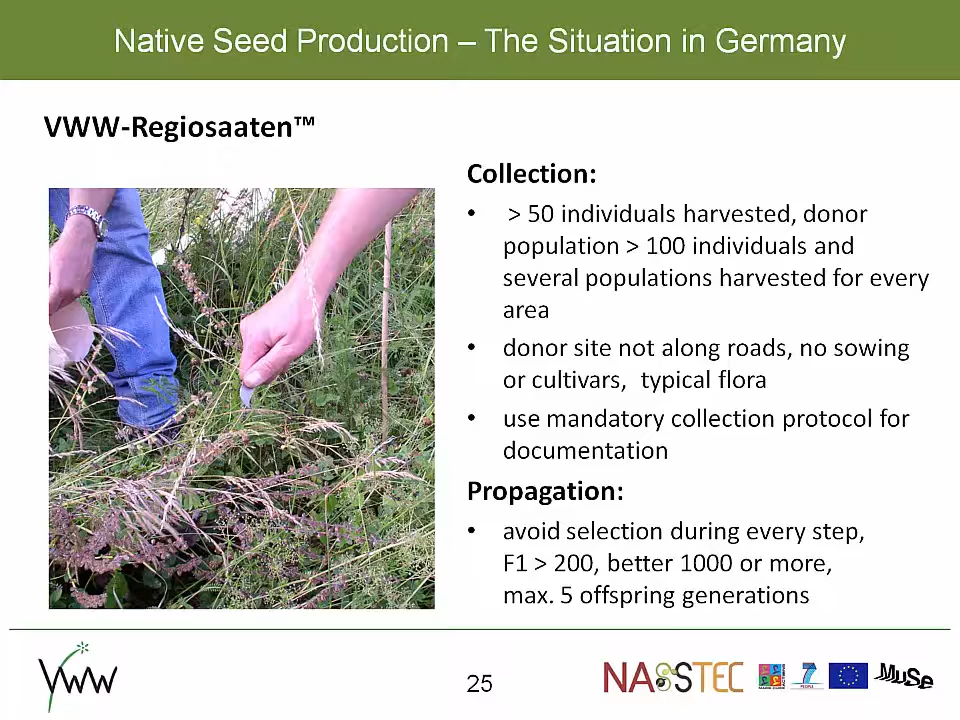 Native Seed Production – The Situation in Germany
VWW-Regiosaaten™
Collection:
• > 50 individuals harvested, donor
population > 100 individuals and
several populations harvested for every
area
• donor site not along roads, no sowing
or cultivars, typical flora
• use mandatory collection protocol for
documentation
Propagation:
• avoid selection during every step,
F1 > 200, better 1000 or more,
max. 5 offspring generations
VWW
25
NASSTEC
7
PEOPLE
MUSE